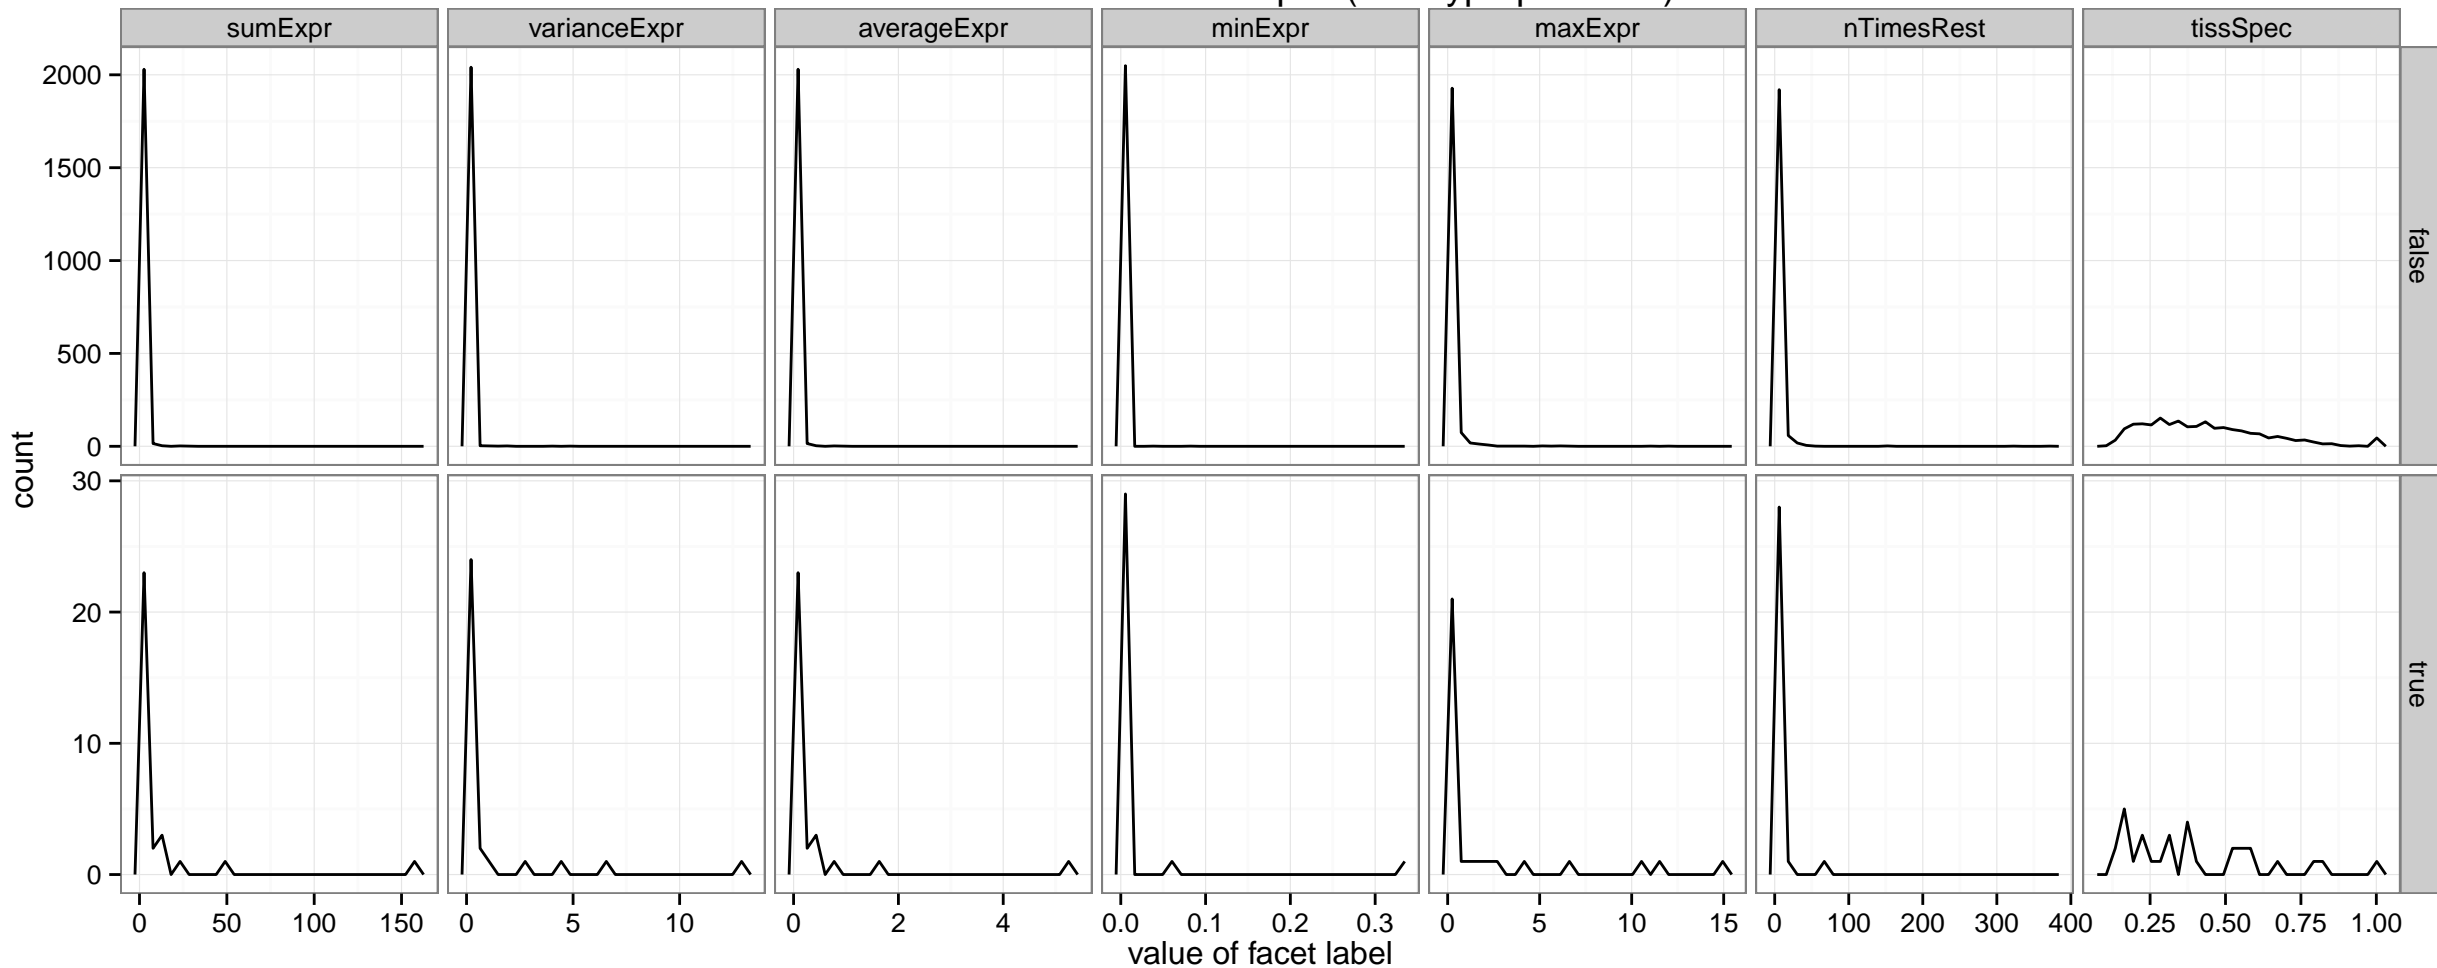 sumExpr varianceExpr averageExpr minExpr maxExpr nTimesRest tissSpec
2000
1500
1000
500
0
false
30
20
10
0
true
count
0 50 100 150 0 5 10 0 2 4 0.0 0.1 0.2 0.3 0 5 10 15 0 100 200 300 400 0.25 0.50 0.75 1.00
value of facet label